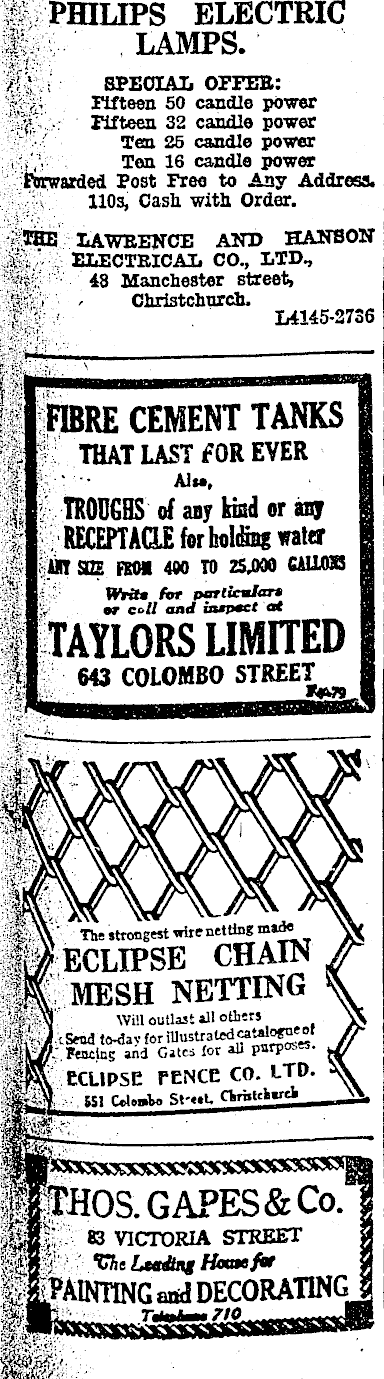 PHILIPS ELECTRIC
LAMPS.
SPECIAL OFFER:
Fifteen 50 candle power
Fifteen 32 candle power
Ten 25 candle power
Ten 16 candle power
Forwarded Post Free to Any Address.
110s, Cash with Order.
THE LAWRENCE AND HANSON
ELECTRICAL CO., LTD.,
48 Manchester street,
Christchurch.
L4145-2736
FIBRE CEMENT TANKS
THAT LAST FOR EVER
Also,
TROUGHS of any kind or any
RECEPTACLE for holding water
ANY SIZE FROM 400 TO 25,000 GALLONS
Write for particulars
or call and inspect at
TAYLORS LIMITED
643 COLOMBO STREET
The strongest wire netting made
ECLIPSE CHAIN
MESH NETTING
Will outlast all others
Send to-day for illustrated catalogue of
Fencing and Gates for all purposes.
ECLIPSE FENCE CO. LTD.
551 Colombo Street, Christchurch
THOS. GAPES & Co.
83 VICTORIA STREET
The Leading House for
PAINTING and DECORATING
Telephone 710